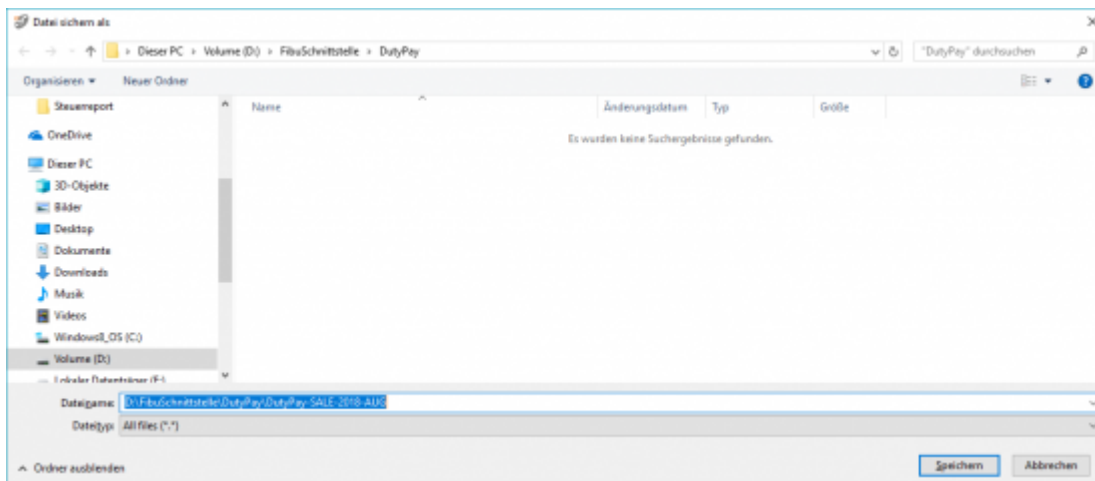 Datei sichern als
Dieser PC › Volume (D:) › FibuSchnittstelle › DutyPay
"DutyPay" durchsuchen
Organisieren
Neuer Ordner
Steuerreport
OneDrive
Dieser PC
3D-Objekte
Bilder
Desktop
Dokumente
Downloads
Musik
Videos
Windows8_OS (C:)
Volume (D:)
Lokaler Datenträger (E:)
Name
Änderungsdatum
Typ
Größe
Es wurden keine Suchergebnisse gefunden.
Dateiname: D:\FibuSchnittstelle\DutyPay\DutyPay-SALE-2018-AUG
Dateityp: All files (*.*)
Ordner ausblenden
Speichern
Abbrechen